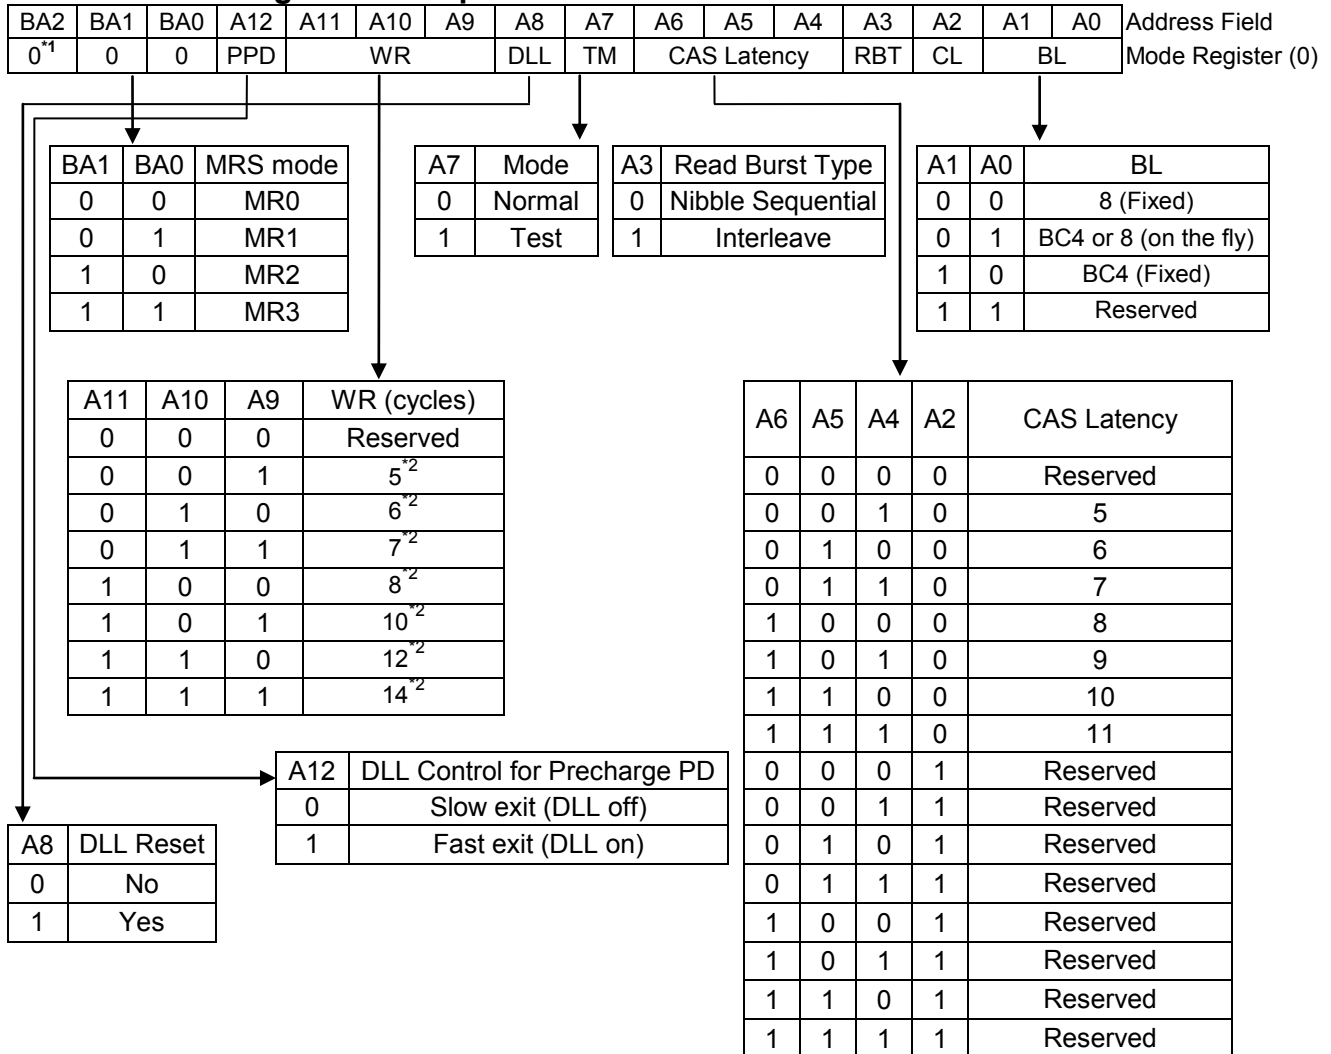 BA2 BA1 BA0 A12 A11 A10 A9 A8 A7 A6 A5 A4 A3 A2 A1 A0 Address Field
0*1 0 0 PPD WR DLL TM CAS Latency RBT CL BL Mode Register (0)
BA1 BA0 MRS mode
0 0 MR0
0 1 MR1
1 0 MR2
1 1 MR3
A7 Mode
0 Normal
1 Test
A3 Read Burst Type
0 Nibble Sequential
1 Interleave
A1 A0 BL
0 0 8 (Fixed)
0 1 BC4 or 8 (on the fly)
1 0 BC4 (Fixed)
1 1 Reserved
A11 A10 A9 WR (cycles)
0 0 0 Reserved
0 0 1 5*2
0 1 0 6*2
0 1 1 7*2
1 0 0 8*2
1 0 1 10*2
1 1 0 12*2
1 1 1 14*2
A6 A5 A4 A2 CAS Latency
0 0 0 0 Reserved
0 0 1 0 5
0 1 0 0 6
0 1 1 0 7
1 0 0 0 8
1 0 1 0 9
1 1 0 0 10
1 1 1 0 11
0 0 0 1 Reserved
0 0 1 1 Reserved
0 1 0 1 Reserved
0 1 1 1 Reserved
1 0 0 1 Reserved
1 0 1 1 Reserved
1 1 0 1 Reserved
1 1 1 1 Reserved
A12 DLL Control for Precharge PD
0 Slow exit (DLL off)
1 Fast exit (DLL on)
A8 DLL Reset
0 No
1 Yes